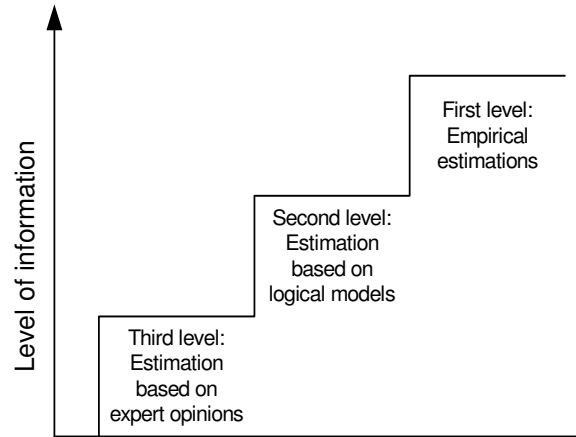 Level of information
First level:
Empirical
estimations
Second level:
Estimation
based on
logical models
Third level:
Estimation
based on
expert opinions